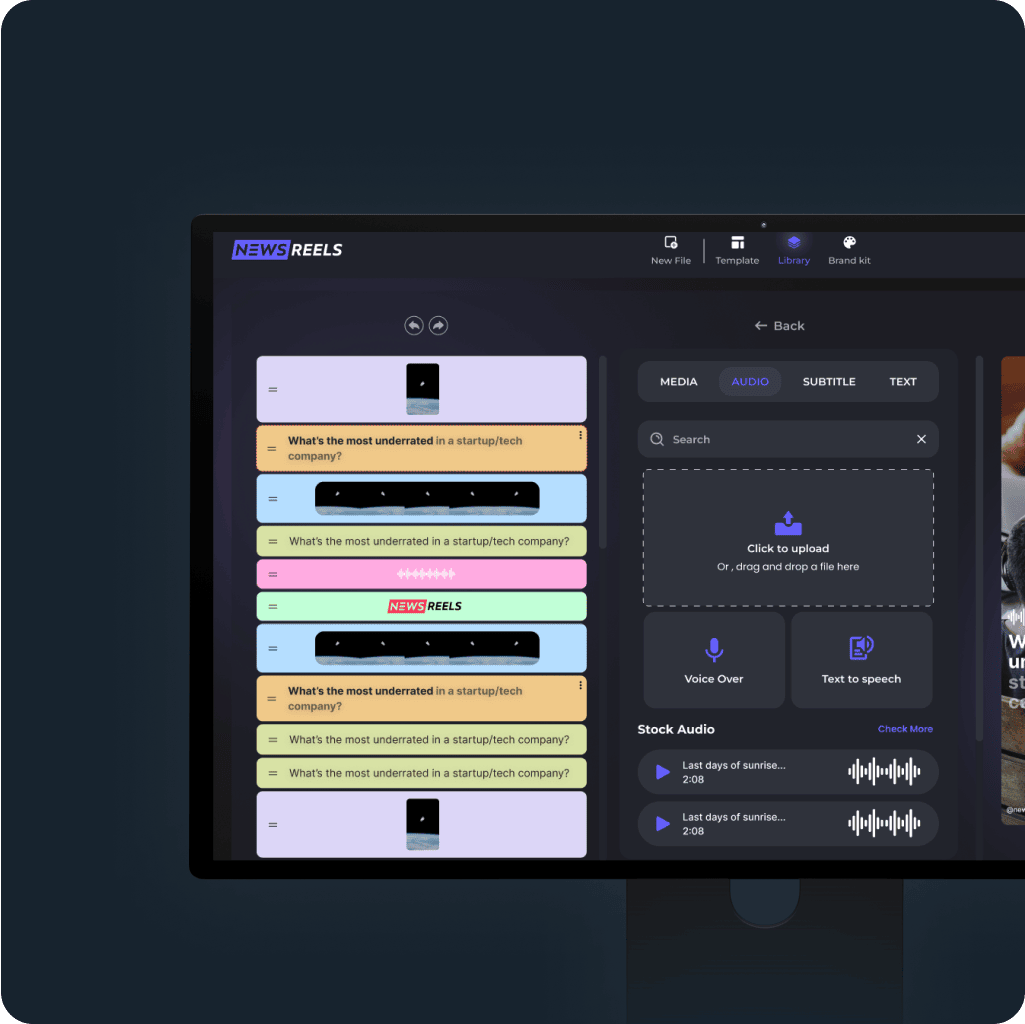 NEWS REELS
New File
Template
Library
Brand kit
Back
What's the most underrated in a startup/tech
company?
What's the most underrated in a startup/tech company?
NEWS REELS
What's the most underrated in a startup/tech
company?
What's the most underrated in a startup/tech company?
What's the most underrated in a startup/tech company?
MEDIA
AUDIO
SUBTITLE
TEXT
Search
Click to upload
Or , drag and drop a file here
Voice Over
Text to speech
Stock Audio
Check More
Last days of sunrise...
2:08
Last days of sunrise...
2:08